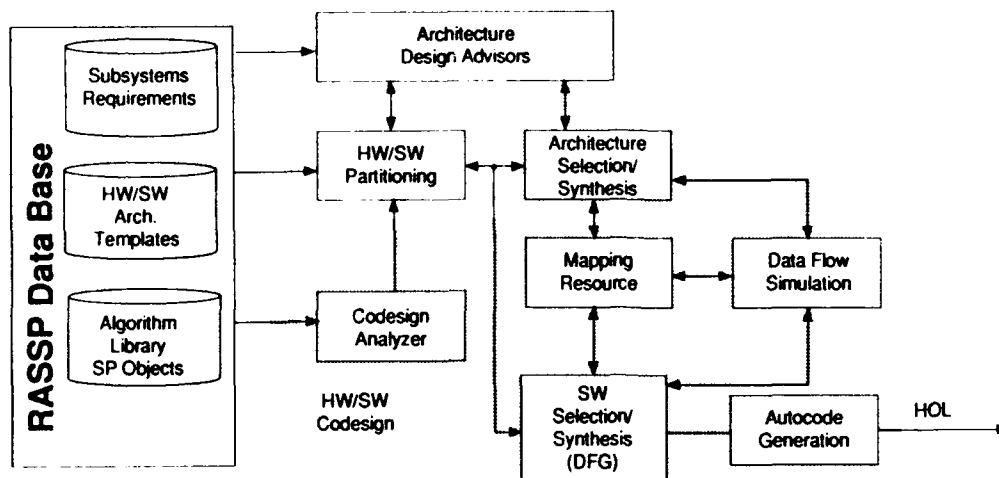 RASSP Data Base
Subsystems
Requirements
HW/SW
Arch.
Templates
Algorithm
Library
SP Objects
Architecture
Design Advisors
HW/SW
Partitioning
Codesign
Analyzer
HW/SW
Codesign
Architecture
Selection/
Synthesis
Mapping
Resource
Data Flow
Simulation
SW
Selection/
Synthesis
(DFG)
Autocode
Generation
HOL